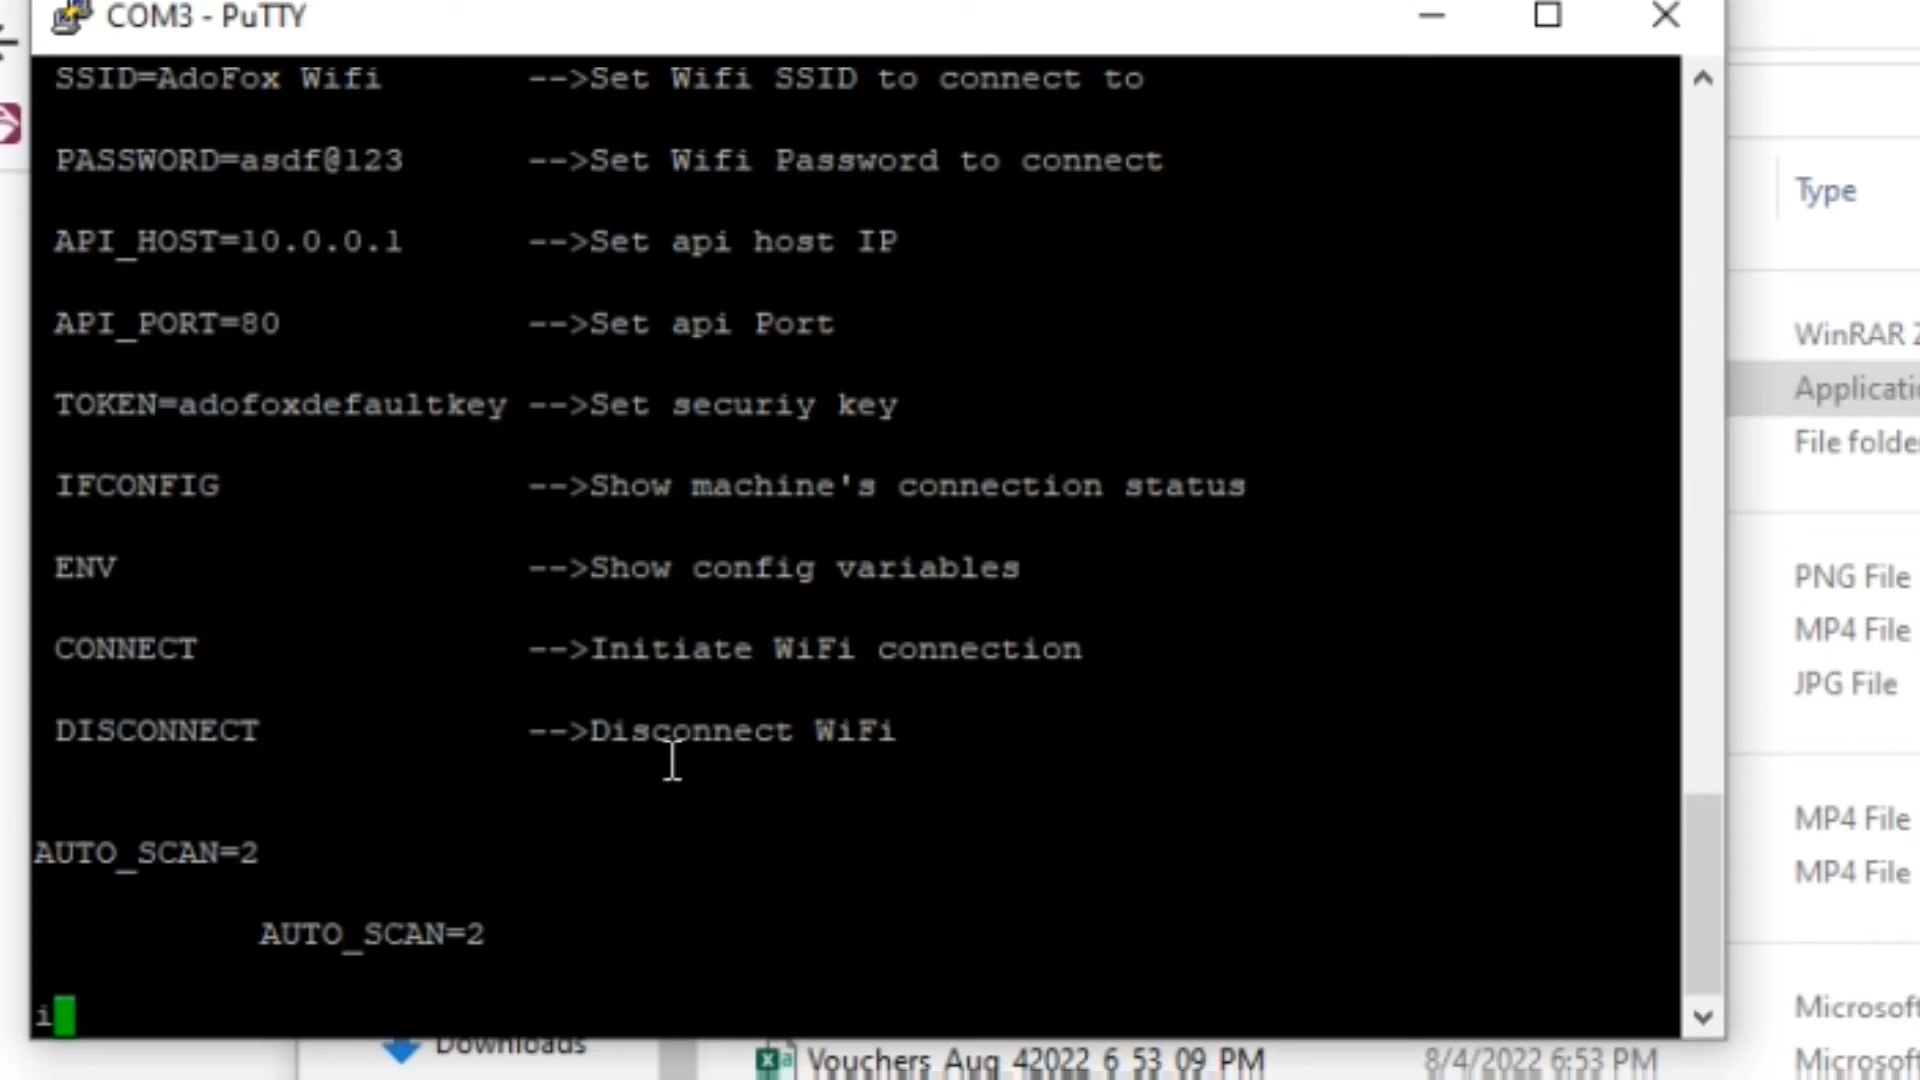 COM3 - PuTTY
SSID=AdoFox Wifi -->Set Wifi SSID to connect to
PASSWORD=asdf@123 -->Set Wifi Password to connect
API_HOST=10.0.0.1 -->Set api host IP
API_PORT=80 -->Set api Port
TOKEN=adofoxdefaultkey -->Set securiy key
IFCONFIG -->Show machine's connection status
ENV -->Show config variables
CONNECT -->Initiate WiFi connection
DISCONNECT -->Disconnect WiFi
AUTO_SCAN=2
AUTO_SCAN=2
i
Type
WinRAR Z
Applicati
File folde
PNG File
MP4 File
JPG File
MP4 File
MP4 File
Microsoft
Microsoft
Downloads
Vouchers Aug 42022 6 53 09 PM 8/4/2022 6:53 PM